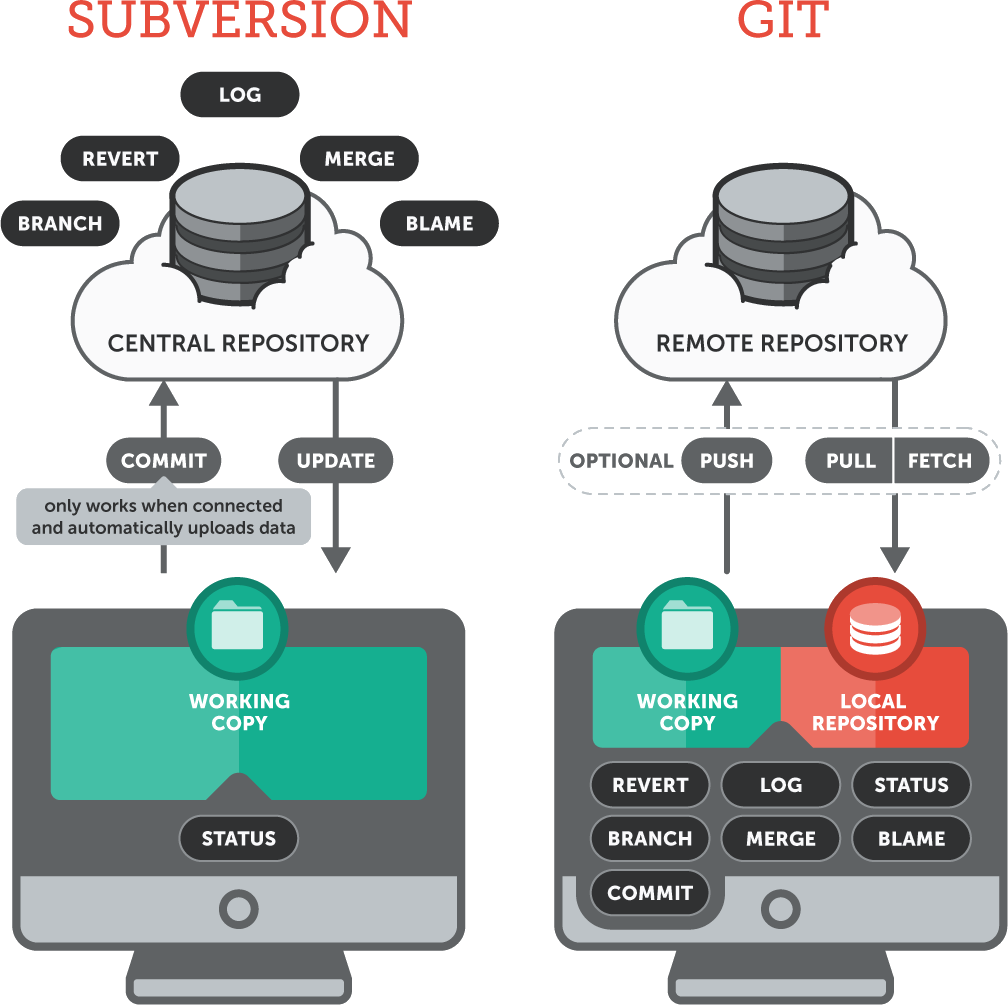 SUBVERSION
LOG
REVERT
MERGE
BRANCH
BLAME
CENTRAL REPOSITORY
COMMIT
UPDATE
only works when connected
and automatically uploads data
WORKING
COPY
STATUS
GIT
REMOTE REPOSITORY
OPTIONAL
PUSH
PULL
FETCH
WORKING
COPY
LOCAL
REPOSITORY
REVERT
LOG
STATUS
BRANCH
MERGE
BLAME
COMMIT